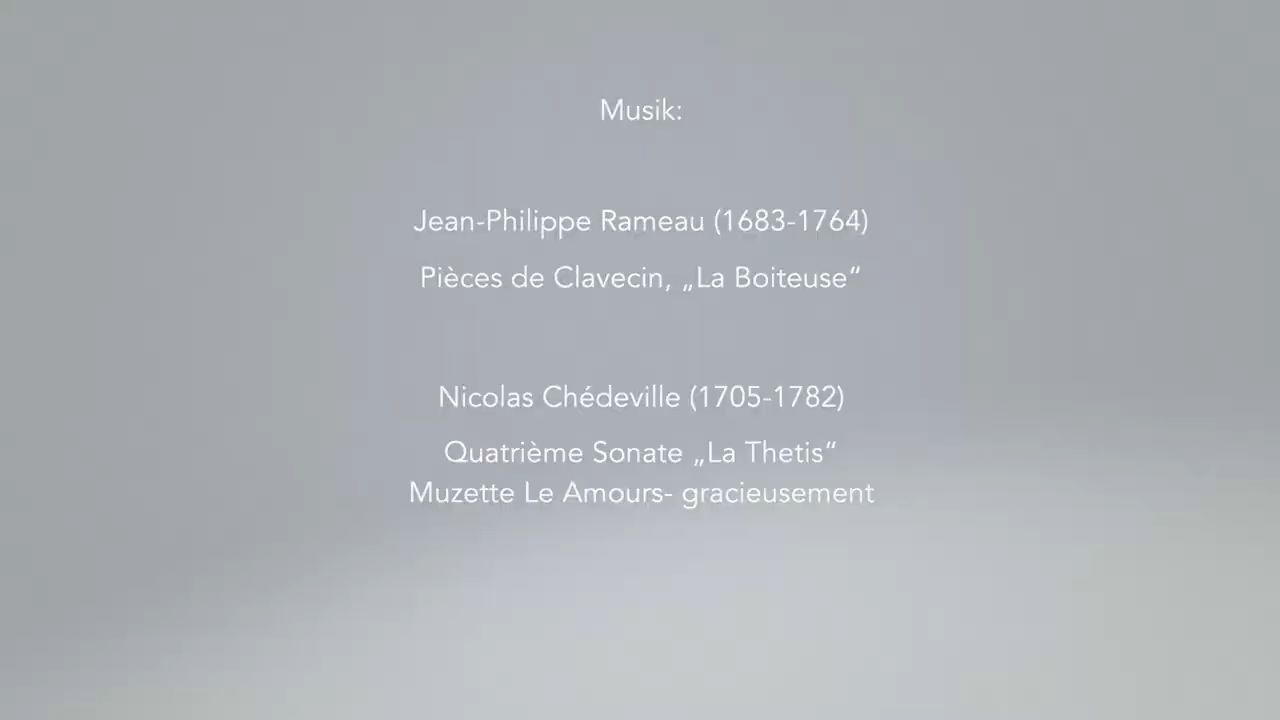 Musik:
Jean-Philippe Rameau (1683-1764)
Pièces de Clavecin, „La Boiteuse“
Nicolas Chédeville (1705-1782)
Quatrième Sonate „La Thetis“
Muzette Le Amours- gracieusement